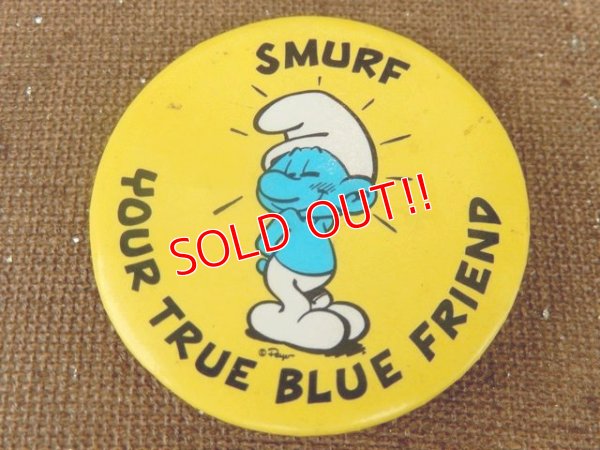 SMURF
YOUR TRUE BLUE FRIEND
© Peyo
SOLD OUT!!